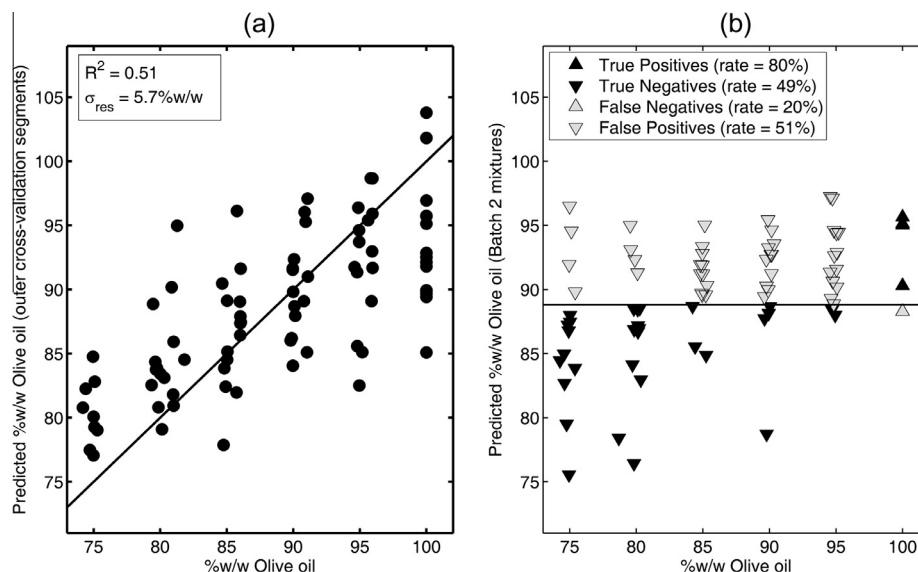 (a)
R² = 0.51
σres = 5.7%w/w
Predicted %w/w Olive oil (outer cross-validation segments)
105
100
95
90
85
80
75
75 80 85 90 95 100
%w/w Olive oil
(b)
True Positives (rate = 80%)
True Negatives (rate = 49%)
False Negatives (rate = 20%)
False Positives (rate = 51%)
Predicted %w/w Olive oil (Batch 2 mixtures)
105
100
95
90
85
80
75
75 80 85 90 95 100
%w/w Olive oil